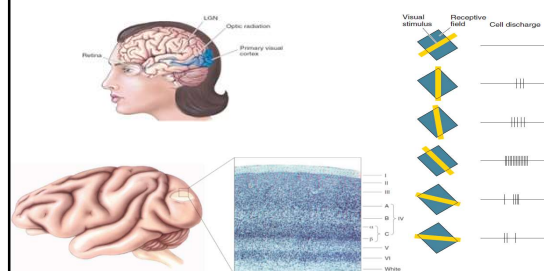 LGN
Optic radiation
Retina
Primary visual
cortex
Visual
stimulus
Receptive
field
Cell discharge
I
II
III
A
B
IV
C
β
V
VI
White